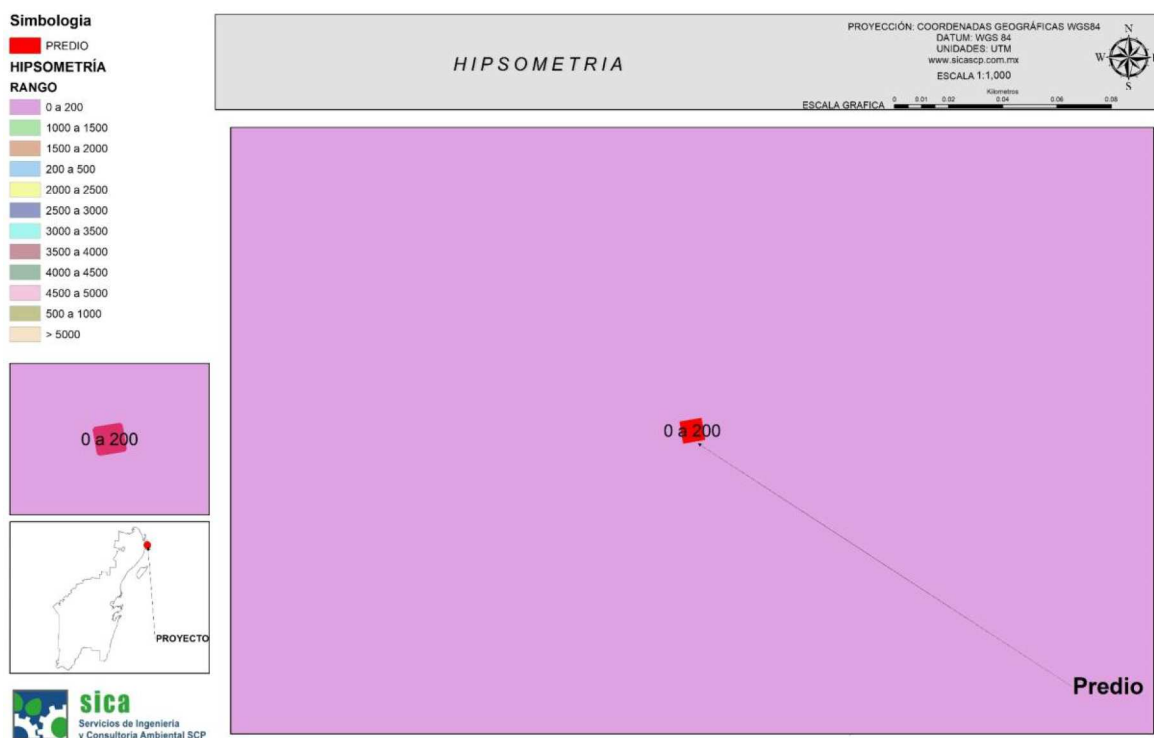 Simbologia
PREDIO
HIPSOMETRÍA
RANGO
0 a 200
1000 a 1500
1500 a 2000
200 a 500
2000 a 2500
2500 a 3000
3000 a 3500
3500 a 4000
4000 a 4500
4500 a 5000
500 a 1000
> 5000
HIPSOMETRIA
PROYECCIÓN: COORDENADAS GEOGRÁFICAS WGS84
DATUM: WGS 84
UNIDADES: UTM
www.sicascp.com.mx
ESCALA 1:1,000
Kilometros
ESCALA GRAFICA 0 0.01 0.02 0.04 0.06 0.08
N
W
S
0 a 200
0 a 200
Predio
PROYECTO
sica
Servicios de Ingeniería
y Consultoría Ambiental SCP